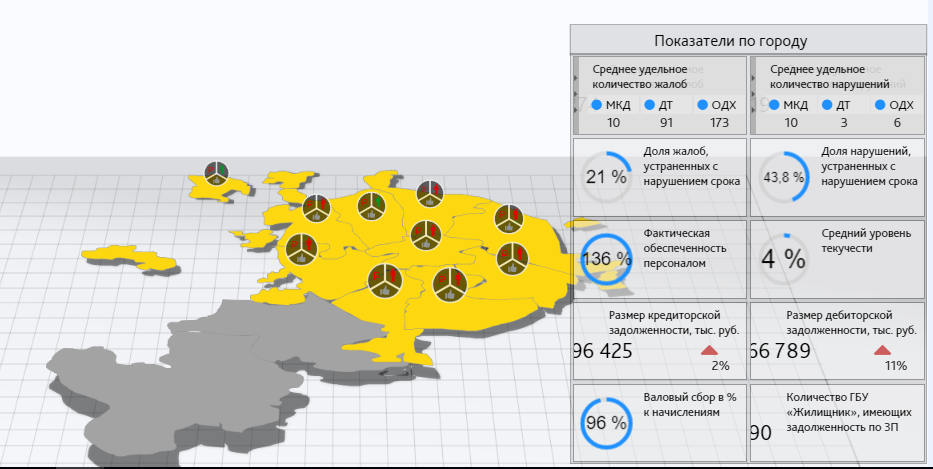 Показатели по городу
Среднее удельное
количество жалоб
МКД ДТ ОДХ
10 91 173
Среднее удельное
количество нарушений
МКД ДТ ОДХ
10 3 6
21 %
Доля жалоб,
устраненных с
нарушением срока
43,8 %
Доля нарушений,
устраненных с
нарушением срока
136 %
Фактическая
обеспеченность
персоналом
4 %
Средний уровень
текучести
Размер кредиторской
задолженности, тыс. руб.
96 425
2%
Размер дебиторской
задолженности, тыс. руб.
66 789
11%
96 %
Валовый сбор в %
к начислениям
Количество ГБУ
«Жилищник», имеющих
задолженность по ЗП
90